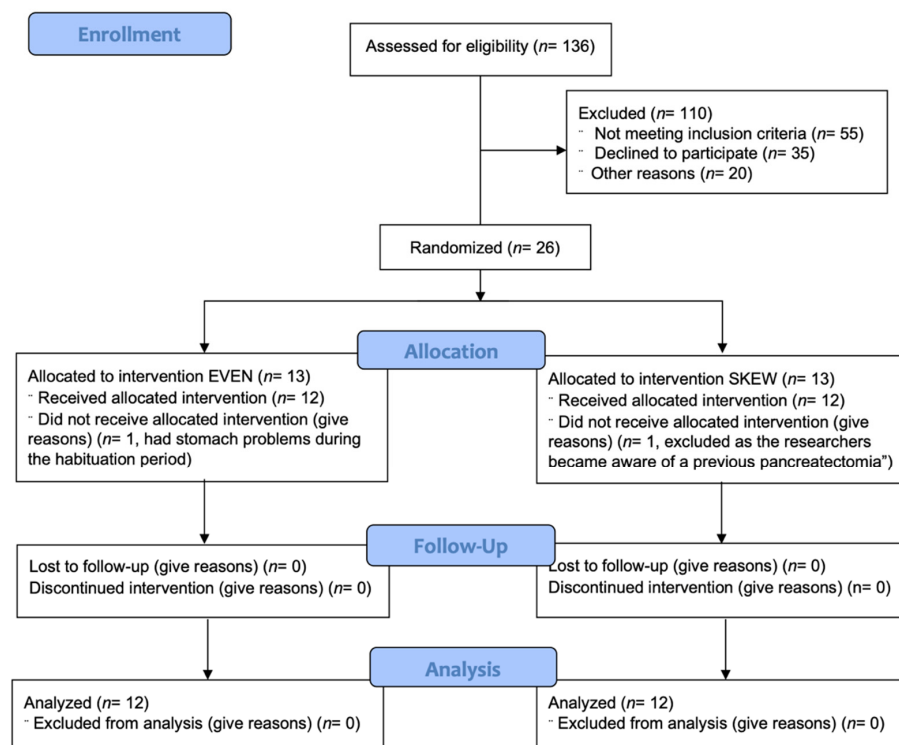 Enrollment
Assessed for eligibility (n= 136)
Excluded (n= 110)
¨ Not meeting inclusion criteria (n= 55)
¨ Declined to participate (n= 35)
¨ Other reasons (n= 20)
Randomized (n= 26)
Allocation
Allocated to intervention EVEN (n= 13)
¨ Received allocated intervention (n= 12)
¨ Did not receive allocated intervention (give
reasons) (n= 1, had stomach problems during
the habituation period)
Allocated to intervention SKEW (n= 13)
¨ Received allocated intervention (n= 12)
¨ Did not receive allocated intervention (give
reasons) (n= 1, excluded as the researchers
became aware of a previous pancreatectomia”)
Follow-Up
Lost to follow-up (give reasons) (n= 0)
Discontinued intervention (give reasons) (n= 0)
Lost to follow-up (give reasons) (n= 0)
Discontinued intervention (give reasons) (n= 0)
Analysis
Analyzed (n= 12)
¨ Excluded from analysis (give reasons) (n= 0)
Analyzed (n= 12)
¨ Excluded from analysis (give reasons) (n= 0)